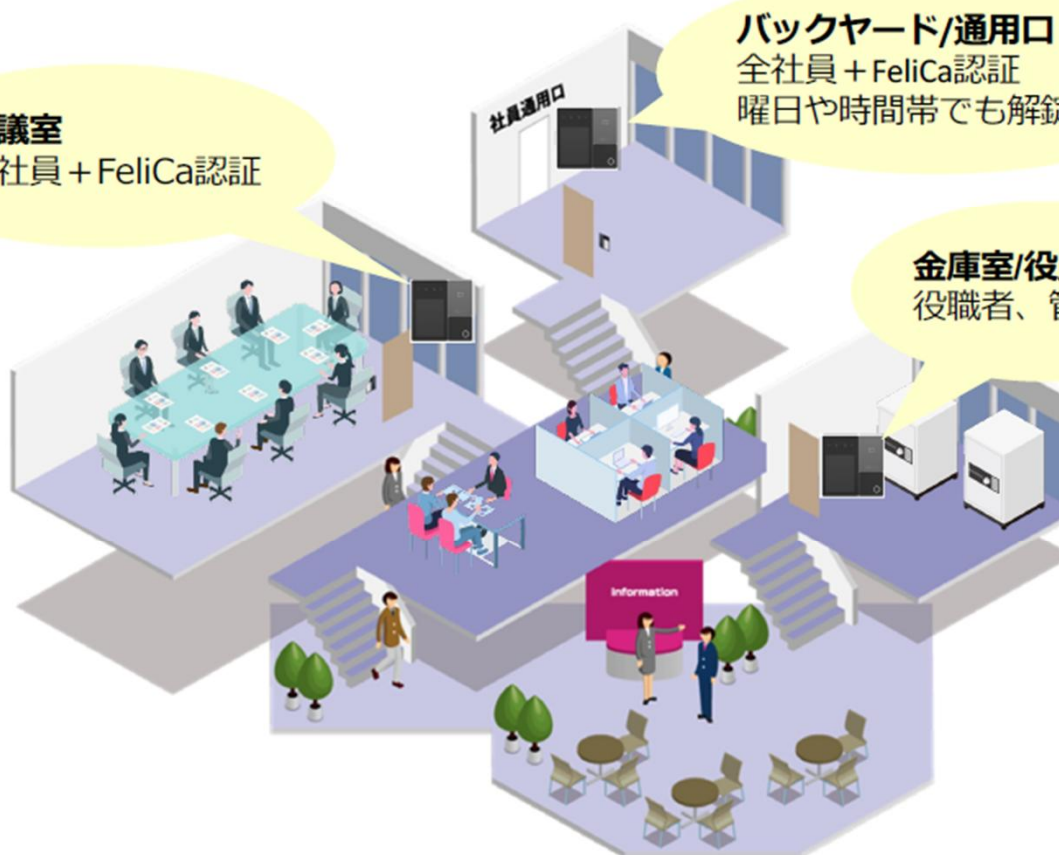 バックヤード/通用口
全社員＋FeliCa認証
曜日や時間帯でも解錠
議室
社員＋FeliCa認証
社員通用口
金庫室/役
役職者、管
Information